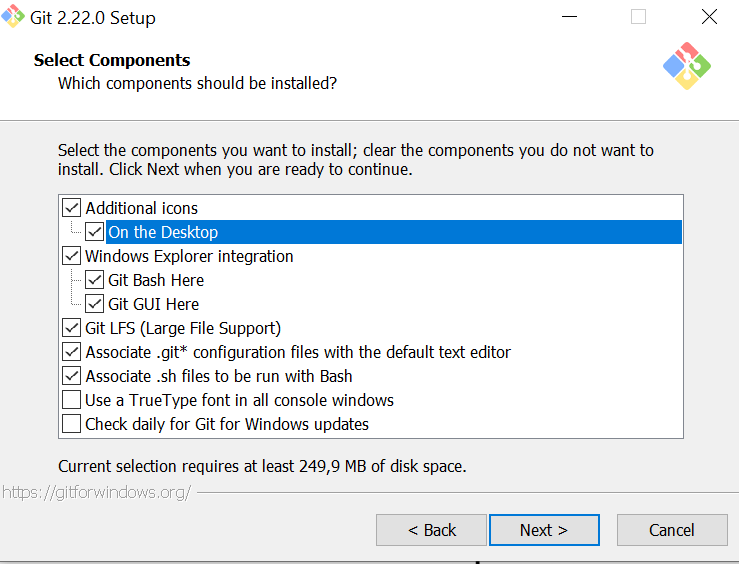 Git 2.22.0 Setup
Select Components
Which components should be installed?
Select the components you want to install; clear the components you do not want to
install. Click Next when you are ready to continue.
Additional icons
On the Desktop
Windows Explorer integration
Git Bash Here
Git GUI Here
Git LFS (Large File Support)
Associate .git* configuration files with the default text editor
Associate .sh files to be run with Bash
Use a TrueType font in all console windows
Check daily for Git for Windows updates
Current selection requires at least 249,9 MB of disk space.
https://gitforwindows.org/
< Back Next > Cancel